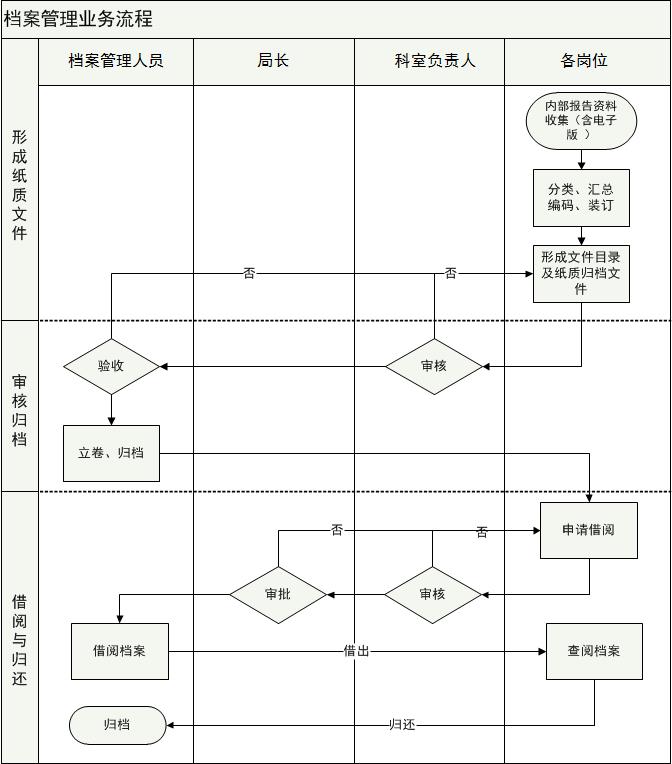 档案管理业务流程
档案管理人员
局长
科室负责人
各岗位
形成纸质文件
内部报告资料
收集（含电子
版 ）
分类、汇总
编码、装订
形成文件目录
及纸质归档文
件
否
否
审核归档
验收
审核
立卷、归档
借阅与归还
申请借阅
否
否
审批
审核
借阅档案
借出
查阅档案
归档
归还